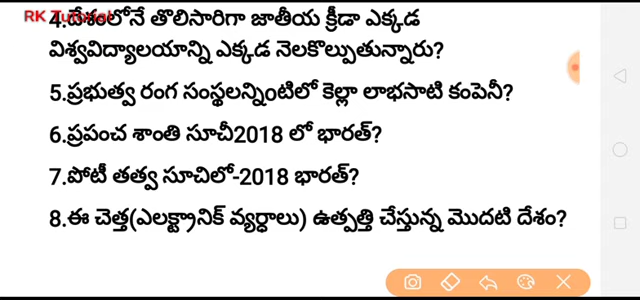 RK Tutorial
4.దేశంలోనే తొలిసారిగా జాతీయ క్రీడా ఎక్కడ
విశ్వవిద్యాలయాన్ని ఎక్కడ నెలకొల్పుతున్నారు?
5.ప్రభుత్వ రంగ సంస్థలన్నింటిలో కెల్లా లాభసాటి కంపెనీ?
6.ప్రపంచ శాంతి సూచీ2018 లో భారత్?
7.పోటీ తత్వ సూచిలో-2018 భారత్?
8.ఈ చెత్త(ఎలక్ట్రానిక్ వ్యర్ధాలు) ఉత్పత్తి చేస్తున్న మొదటి దేశం?